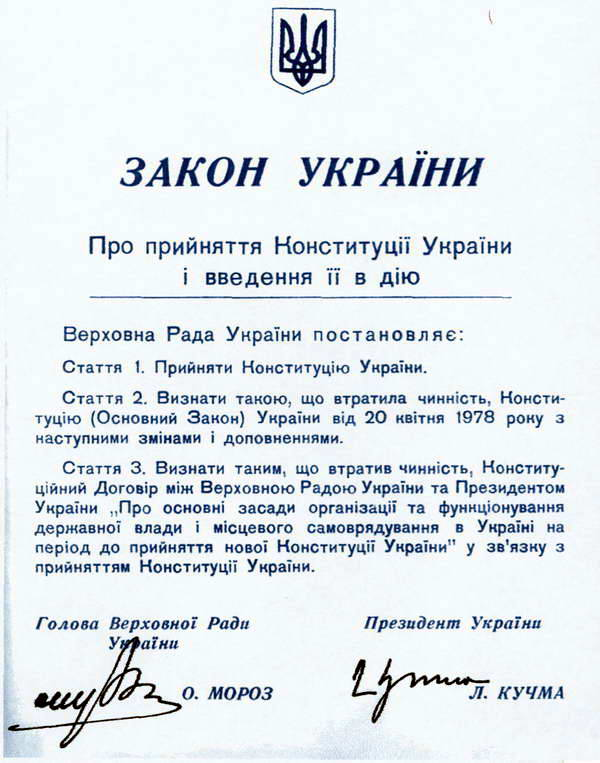 ЗАКОН УКРАЇНИ
Про прийняття Конституції України
і введення її в дію
Верховна Рада України постановляє:
Стаття 1. Прийняти Конституцію України.
Стаття 2. Визнати такою, що втратила чинність, Консти-
туцію (Основний Закон) України від 20 квітня 1978 року з
наступними змінами і доповненнями.
Стаття 3. Визнати таким, що втратив чинність, Конститу-
ційний Договір між Верховною Радою України та Президентом
України „Про основні засади організації та функціонування
державної влади і місцевого самоврядування в Україні на
період до прийняття нової Конституції України" у зв'язку з
прийняттям Конституції України.
Голова Верховної Ради
України
О. МОРОЗ
Президент України
Л. КУЧМА